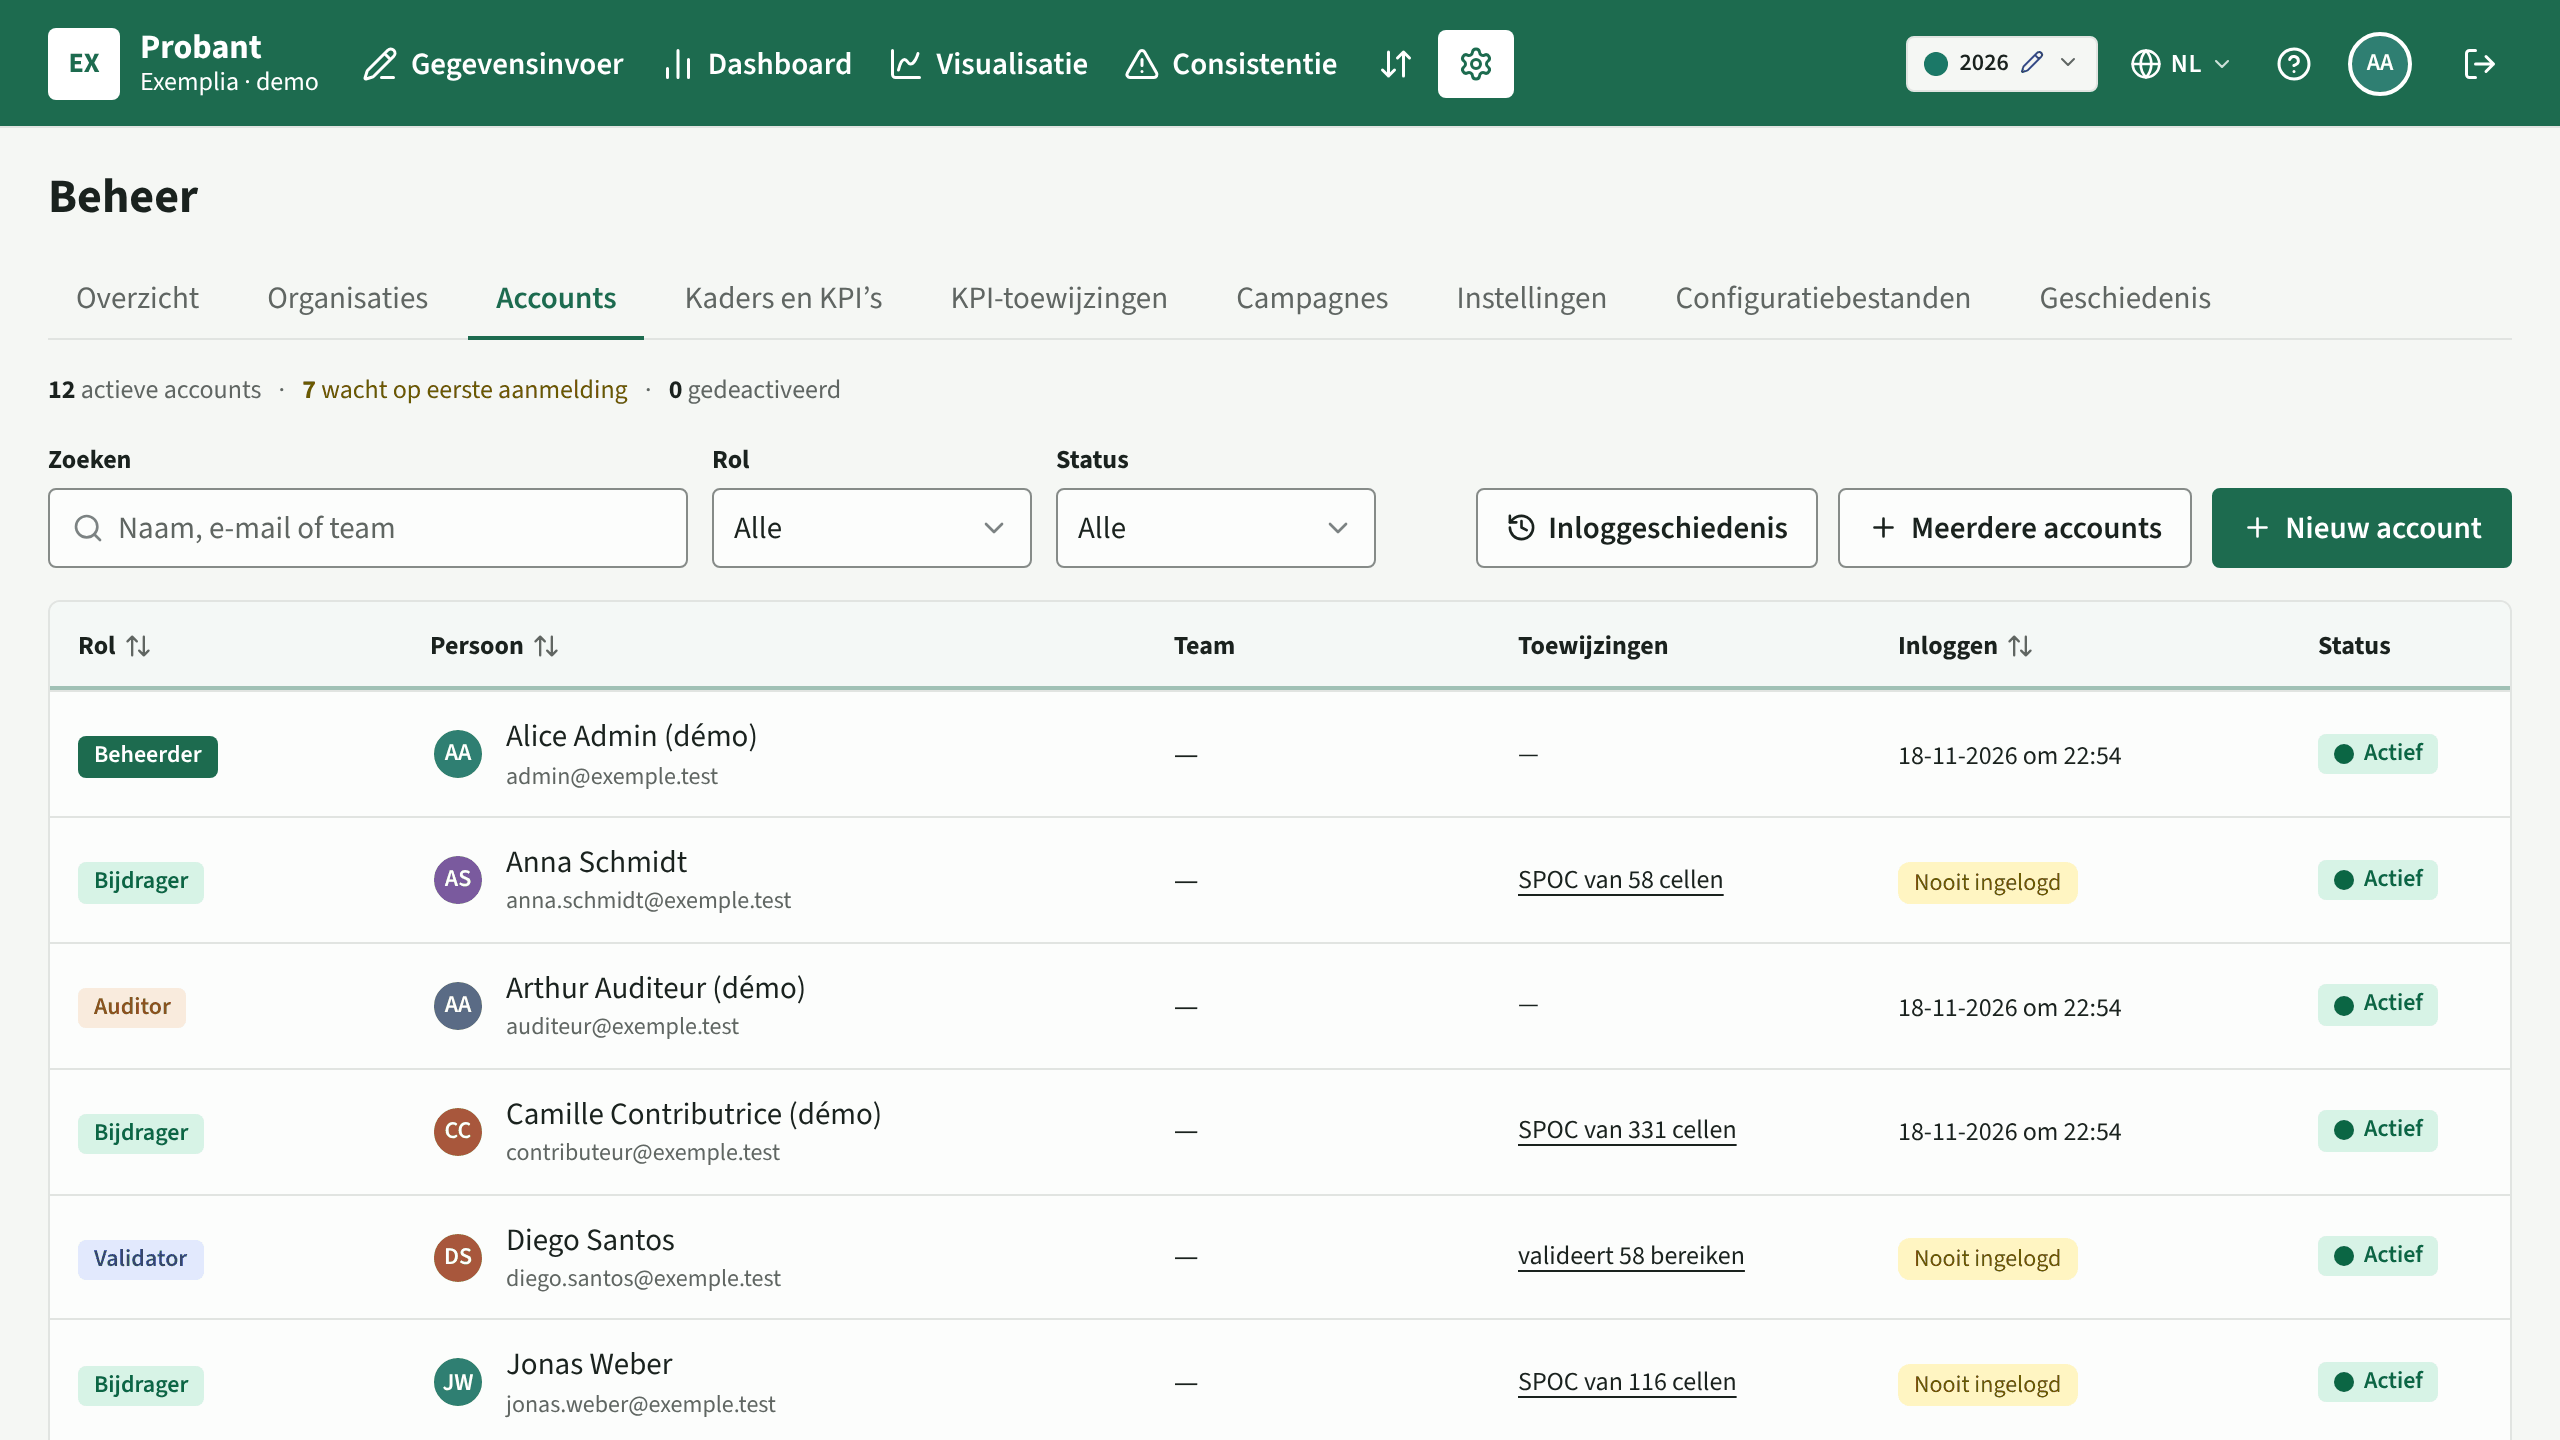 EX
Probant
Exemplia · demo
Gegevensinvoer
Dashboard
Visualisatie
Consistentie
2026
NL
AA
Beheer
Overzicht
Organisaties
Accounts
Kaders en KPI’s
KPI-toewijzingen
Campagnes
Instellingen
Configuratiebestanden
Geschiedenis
12 actieve accounts · 7 wacht op eerste aanmelding · 0 gedeactiveerd
Zoeken
Rol
Status
Naam, e-mail of team
Alle
Alle
Inloggeschiedenis
Meerdere accounts
Nieuw account
Rol
Persoon
Team
Toewijzingen
Inloggen
Status
Beheerder
AA
Alice Admin (démo)
admin@exemple.test
—
—
18-11-2026 om 22:54
Actief
Bijdrager
AS
Anna Schmidt
anna.schmidt@exemple.test
—
SPOC van 58 cellen
Nooit ingelogd
Actief
Auditor
AA
Arthur Auditeur (démo)
auditeur@exemple.test
—
—
18-11-2026 om 22:54
Actief
Bijdrager
CC
Camille Contributrice (démo)
contributeur@exemple.test
—
SPOC van 331 cellen
18-11-2026 om 22:54
Actief
Validator
DS
Diego Santos
diego.santos@exemple.test
—
valideert 58 bereiken
Nooit ingelogd
Actief
Bijdrager
JW
Jonas Weber
jonas.weber@exemple.test
—
SPOC van 116 cellen
Nooit ingelogd
Actief